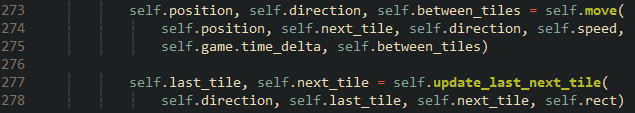 273 self.position, self.direction, self.between_tiles = self.move(
274 self.position, self.next_tile, self.direction, self.speed,
275 self.game.time_delta, self.between_tiles)
276
277 self.last_tile, self.next_tile = self.update_last_next_tile(
278 self.direction, self.last_tile, self.next_tile, self.rect)